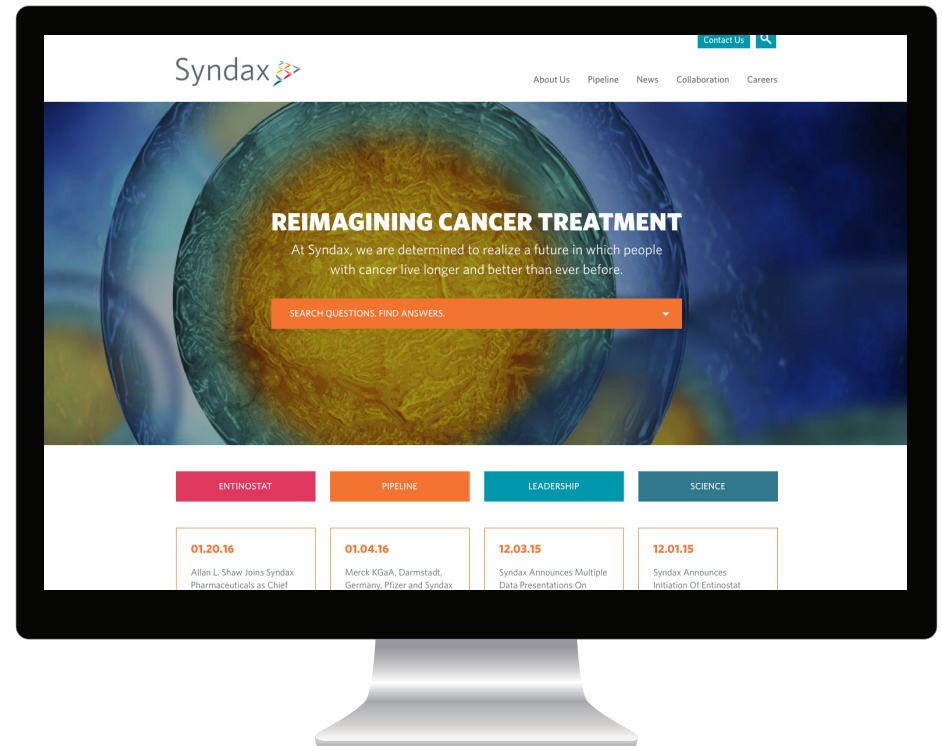 Contact Us
Syndax
About Us Pipeline News Collaboration Careers
REIMAGINING CANCER TREATMENT
At Syndax, we are determined to realize a future in which people
with cancer live longer and better than ever before.
SEARCH QUESTIONS. FIND ANSWERS.
ENTINOSTAT PIPELINE LEADERSHIP SCIENCE
01.20.16
Allan L. Shaw Joins Syndax
Pharmaceuticals as Chief
01.04.16
Merck KGaA, Darmstadt,
Germany, Pfizer and Syndax
12.03.15
Syndax Announces Multiple
Data Presentations On
12.01.15
Syndax Announces
Initiation Of Entinostat